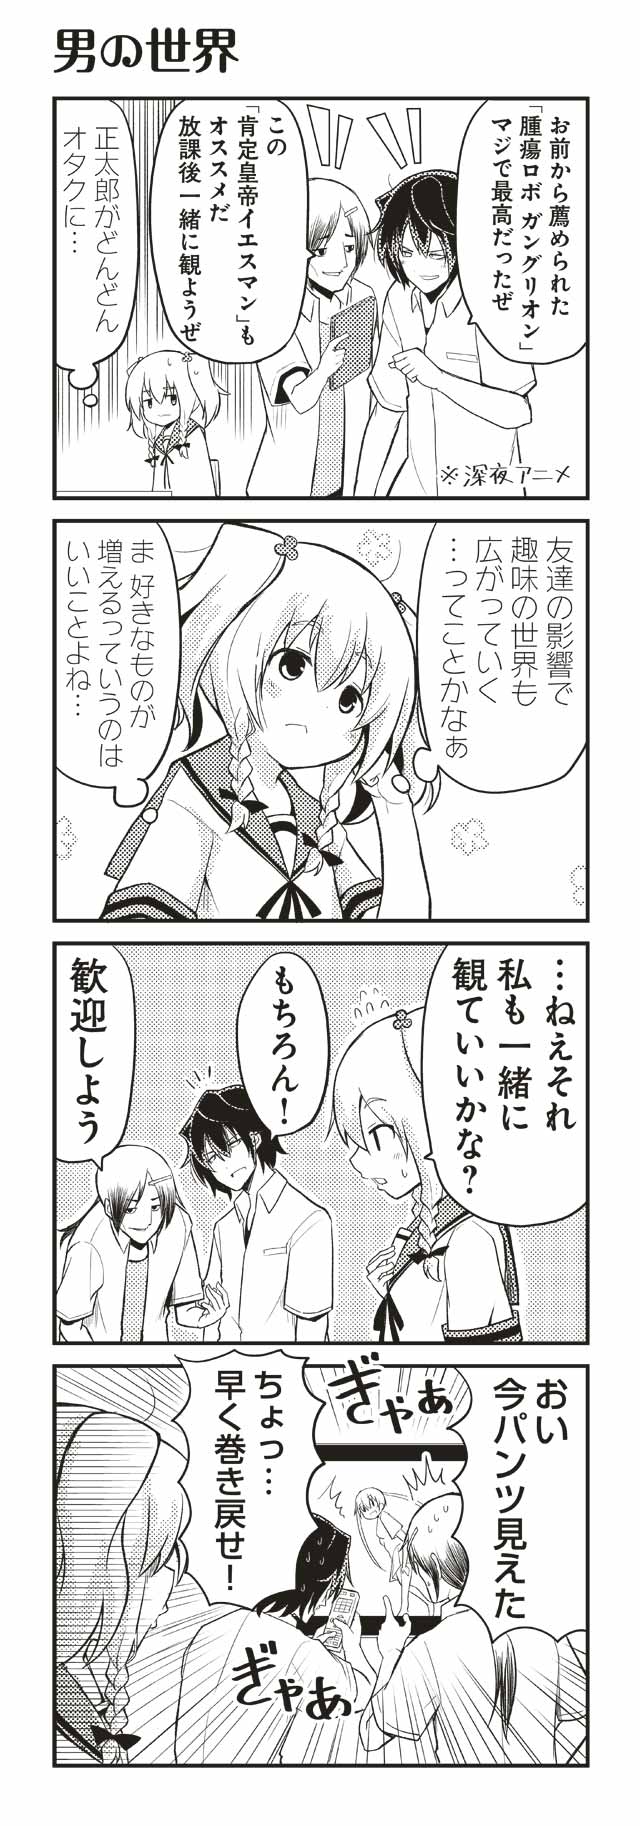 男の世界
お前から薦められた
「腫瘍ロボ ガングリオン」
マジで最高だったぜ
この
「肯定皇帝イエスマン」も
オススメだ
放課後一緒に観ようぜ
正太郎がどんどん
オタクに…
※深夜アニメ
友達の影響で
趣味の世界も
広がっていく
…ってことかなぁ
ま 好きなものが
増えるっていうのは
いいことよね…
…ねえそれ
私も一緒に
観ていいかな?
もちろん!
歓迎しよう
おい
今パンツ見えた
ぎゃあ
ちょっ…
早く巻き戻せ!
ぎゃあぁ